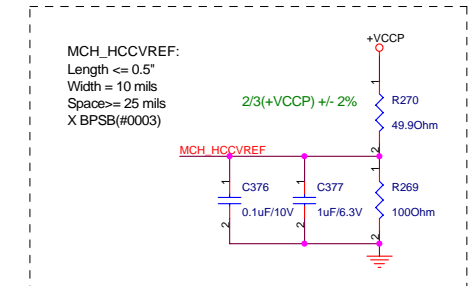 +VCCP
MCH_HCCVREF:
Length <= 0.5"
Width = 10 mils
Space>= 25 mils
X BPSB(#0003)
2/3(+VCCP) +/- 2%
1
R270
49.9Ohm
2
MCH_HCCVREF
1
C376
0.1uF/10V
2
1
C377
1uF/6.3V
2
1
R269
100Ohm
2